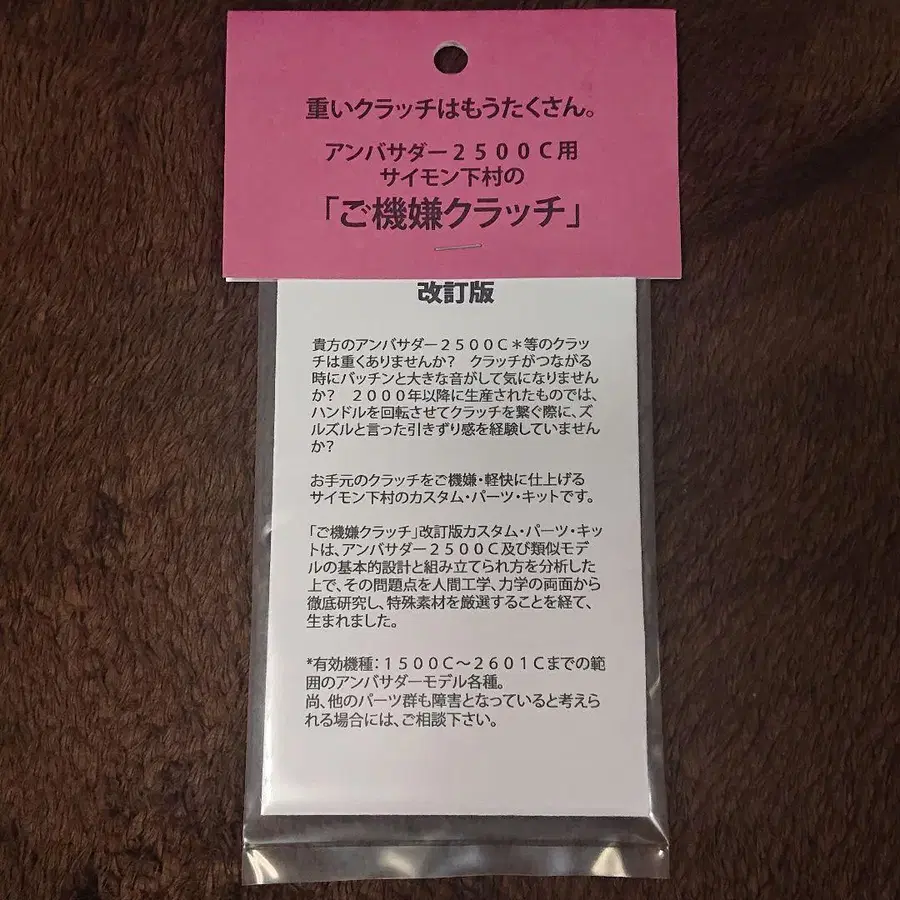 重いクラッチはもうたくさん。
アンバサダー２５００Ｃ用
サイモン下村の
「ご機嫌クラッチ」
改訂版
貴方のアンバサダー２５００Ｃ＊等のクラッ
チは重くありませんか？　クラッチがつながる
時にバッチンと大きな音がして気になりません
か？　２０００年以降に生産されたものでは、
ハンドルを回転させてクラッチを繋ぐ際に、ズ
ルズルと言った引きずり感を経験していません
か？
お手元のクラッチをご機嫌・軽快に仕上げる
サイモン下村のカスタム・パーツ・キットです。
「ご機嫌クラッチ」改訂版カスタム・パーツ・キッ
トは、アンバサダー２５００Ｃ及び類似モデ
ルの基本的設計と組み立てられ方を分析した
上で、その問題点を人間工学、力学の両面から
徹底研究し、特殊素材を厳選することを経て、
生まれました。
*有効機種：１５００Ｃ～２６０１Ｃまでの範
囲のアンバサダーモデル各種。
尚、他のパーツ群も障害となっていると考えら
れる場合には、ご相談下さい。